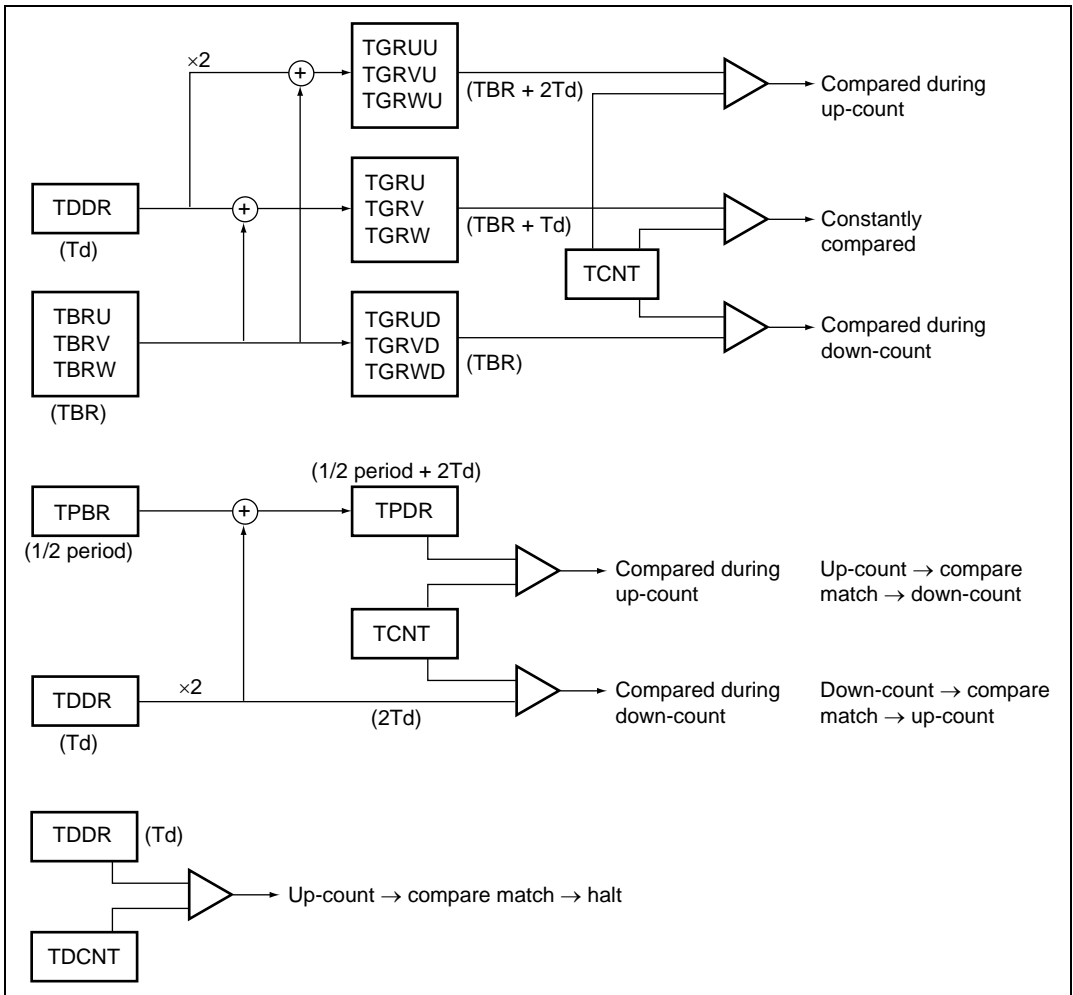 ×2
TGRUU
TGRVU
TGRWU
(TBR + 2Td)
Compared during
up-count
TDDR
(Td)
TGRU
TGRV
TGRW
(TBR + Td)
Constantly
compared
TCNT
TBRU
TBRV
TBRW
(TBR)
TGRUD
TGRVD
TGRWD
(TBR)
Compared during
down-count
(1/2 period + 2Td)
TPBR
(1/2 period)
TPDR
Compared during
up-count
Up-count → compare
match → down-count
TCNT
TDDR
(Td)
×2
(2Td)
Compared during
down-count
Down-count → compare
match → up-count
TDDR
(Td)
Up-count → compare match → halt
TDCNT